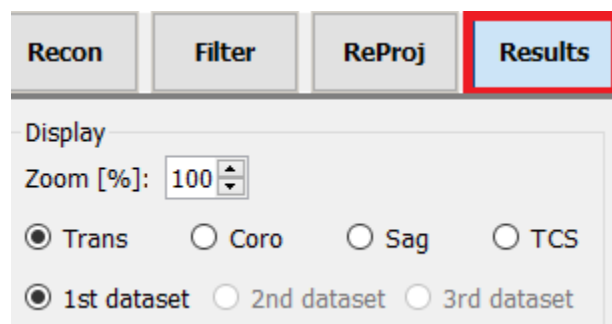 Recon Filter ReProj Results
Display
Zoom [%]: 100
Trans Coro Sag TCS
1st dataset 2nd dataset 3rd dataset